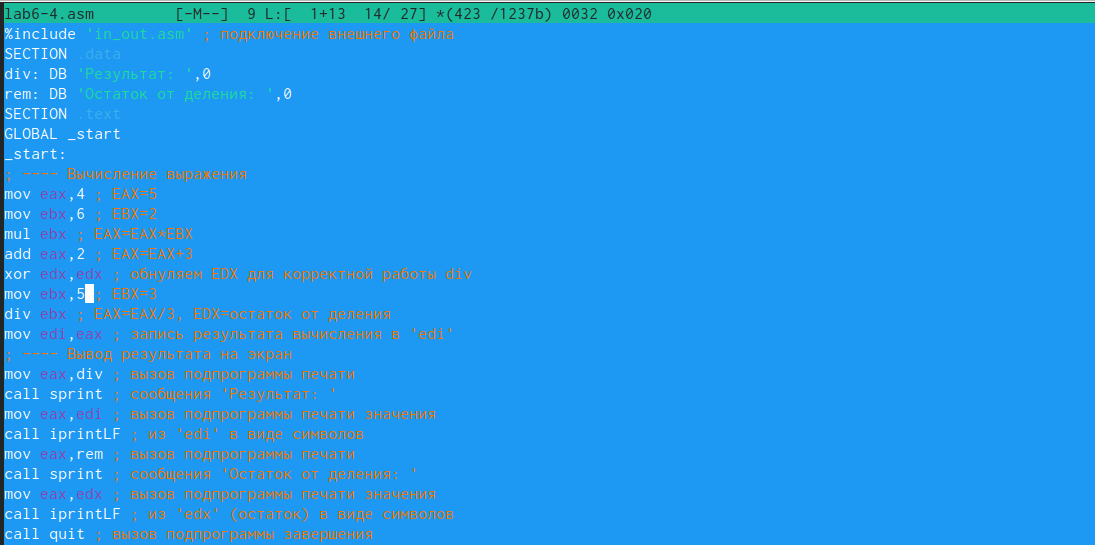 lab6-4.asm [-M--] 9 L:[ 1+13 14/ 27] *(423 /1237b) 0032 0x020
%include 'in_out.asm' ; подключение внешнего файла
SECTION .data
div: DB 'Результат: ',0
rem: DB 'Остаток от деления: ',0
SECTION .text
GLOBAL _start
_start:
; ---- Вычисление выражения
mov eax,4 ; EAX=5
mov ebx,6 ; EBX=2
mul ebx ; EAX=EAX*EBX
add eax,2 ; EAX=EAX+3
xor edx,edx ; обнуляем EDX для корректной работы div
mov ebx,5 ; EBX=3
div ebx ; EAX=EAX/3, EDX=остаток от деления
mov edi,eax ; запись результата вычисления в 'edi'
; ---- Вывод результата на экран
mov eax,div ; вызов подпрограммы печати
call sprint ; сообщения 'Результат: '
mov eax,edi ; вызов подпрограммы печати значения
call iprintLF ; из 'edi' в виде символов
mov eax,rem ; вызов подпрограммы печати
call sprint ; сообщения 'Остаток от деления: '
mov eax,edx ; вызов подпрограммы печати значения
call iprintLF ; из 'edx' (остаток) в виде символов
call quit ; вызов подпрограммы завершения